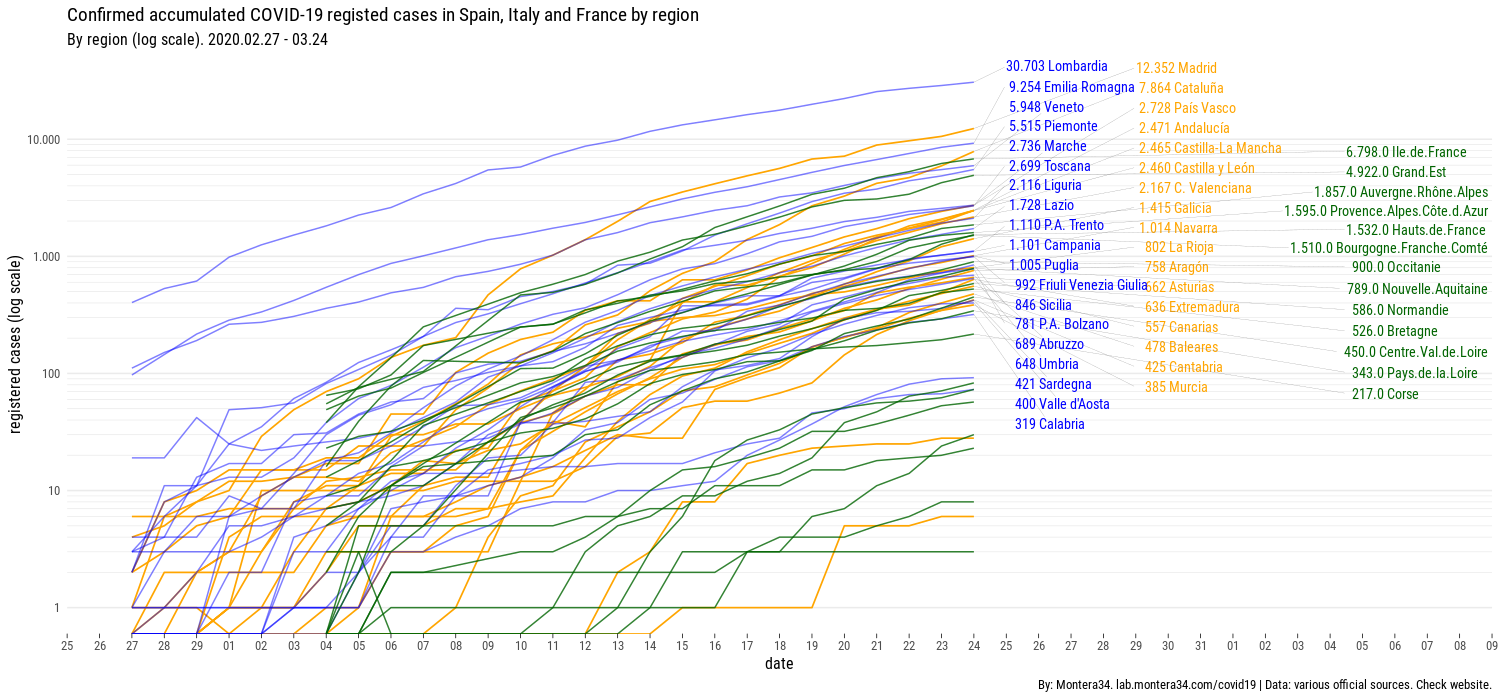 Confirmed accumulated COVID-19 registed cases in Spain, Italy and France by region
By region (log scale). 2020.02.27 - 03.24
registered cases (log scale)
10.000
1.000
100
10
1
30.703 Lombardia
9.254 Emilia Romagna
5.948 Veneto
5.515 Piemonte
2.736 Marche
2.699 Toscana
2.116 Liguria
1.728 Lazio
1.110 P.A. Trento
1.101 Campania
1.005 Puglia
992 Friuli Venezia Giulia
846 Sicilia
781 P.A. Bolzano
689 Abruzzo
648 Umbria
421 Sardegna
400 Valle d'Aosta
319 Calabria
12.352 Madrid
7.864 Cataluña
2.728 País Vasco
2.471 Andalucía
2.465 Castilla-La Mancha
2.460 Castilla y León
2.167 C. Valenciana
1.415 Galicia
1.014 Navarra
802 La Rioja
758 Aragón
662 Asturias
636 Extremadura
557 Canarias
478 Baleares
425 Cantabria
385 Murcia
6.798.0 Ile.de.France
4.922.0 Grand.Est
1.857.0 Auvergne.Rhône.Alpes
1.595.0 Provence.Alpes.Côte.d.Azur
1.532.0 Hauts.de.France
1.510.0 Bourgogne.Franche.Comté
900.0 Occitanie
789.0 Nouvelle.Aquitaine
586.0 Normandie
526.0 Bretagne
450.0 Centre.Val.de.Loire
343.0 Pays.de.la.Loire
217.0 Corse
25 26 27 28 29 01 02 03 04 05 06 07 08 09 10 11 12 13 14 15 16 17 18 19 20 21 22 23 24 25 26 27 28 29 30 31 01 02 03 04 05 06 07 08 09
date
By: Montera34. lab.montera34.com/covid19 | Data: various official sources. Check website.